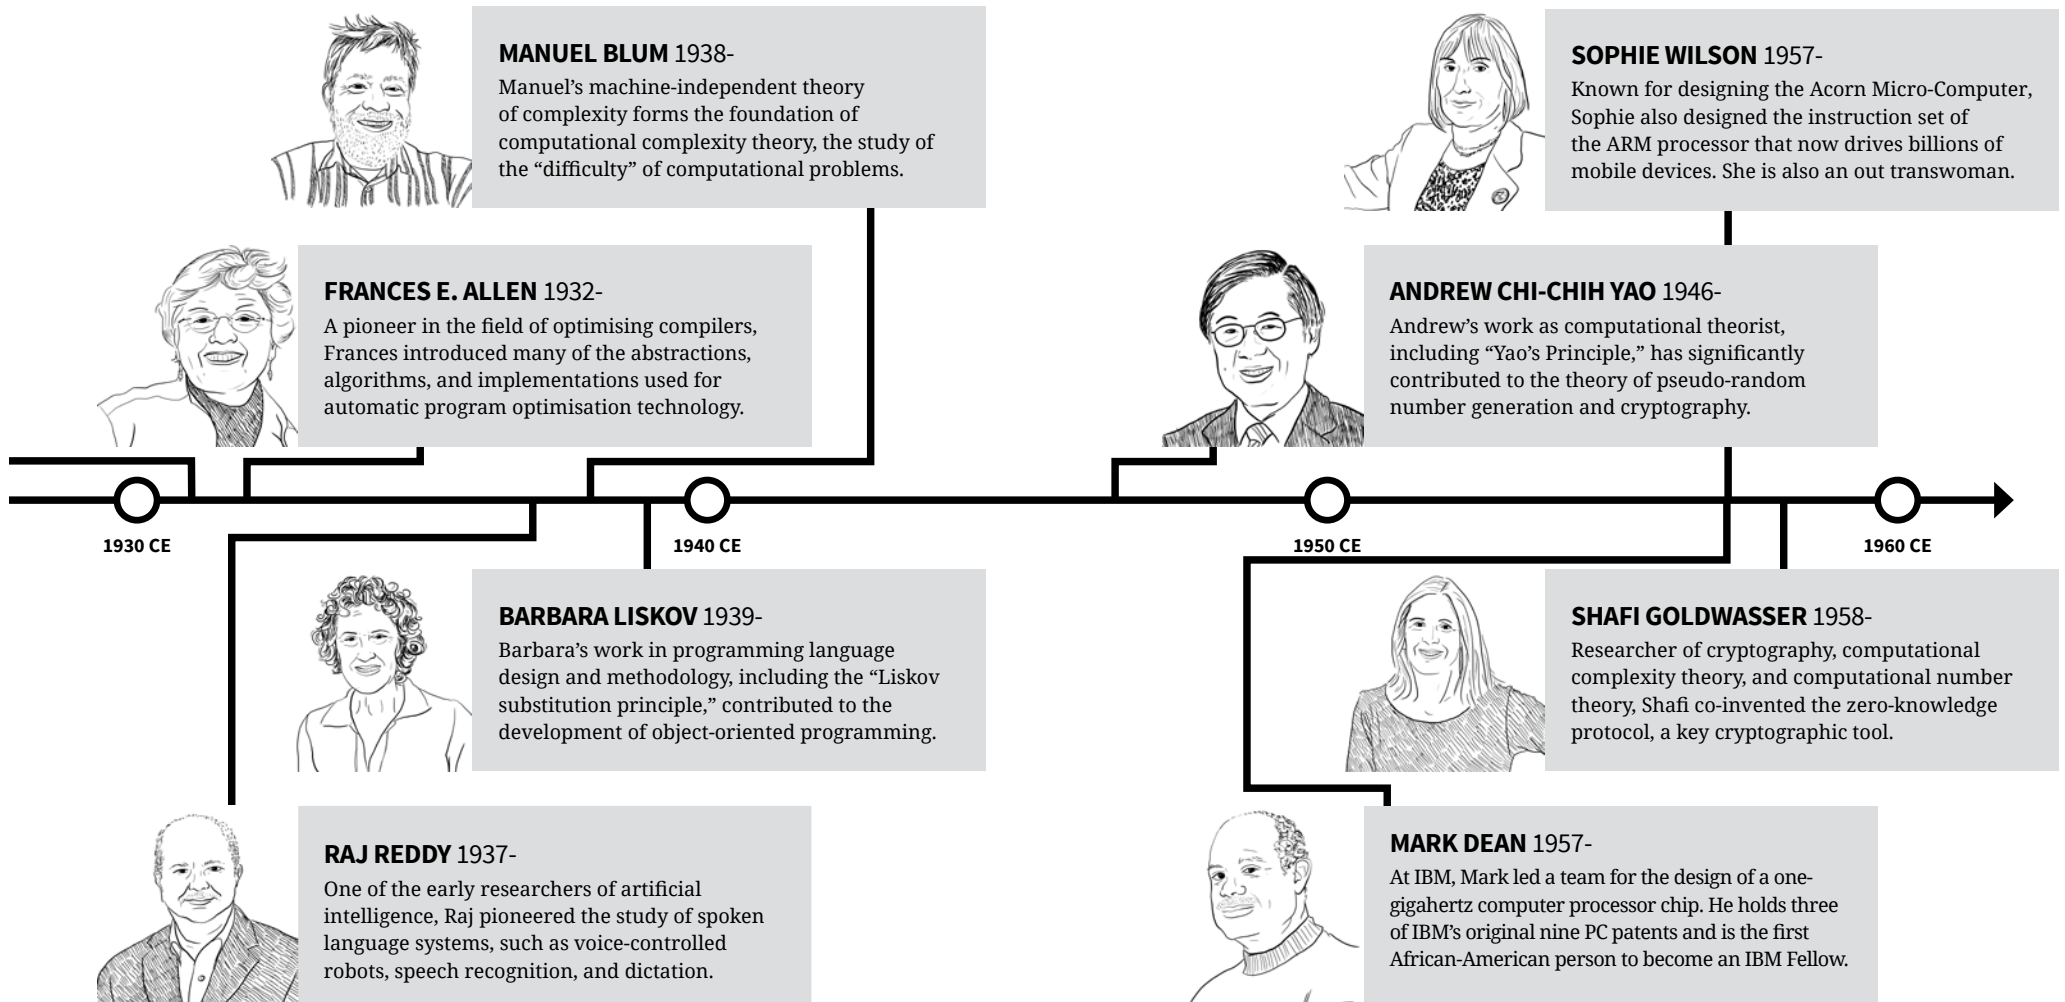 MANUEL BLUM 1938-
Manuel’s machine-independent theory
of complexity forms the foundation of
computational complexity theory, the study of
the “difficulty” of computational problems.
SOPHIE WILSON 1957-
Known for designing the Acorn Micro-Computer,
Sophie also designed the instruction set of
the ARM processor that now drives billions of
mobile devices. She is also an out transwoman.
FRANCES E. ALLEN 1932-
A pioneer in the field of optimising compilers,
Frances introduced many of the abstractions,
algorithms, and implementations used for
automatic program optimisation technology.
ANDREW CHI-CHIH YAO 1946-
Andrew’s work as computational theorist,
including “Yao’s Principle,” has significantly
contributed to the theory of pseudo-random
number generation and cryptography.
1930 CE
1940 CE
1950 CE
1960 CE
BARBARA LISKOV 1939-
Barbara’s work in programming language
design and methodology, including the “Liskov
substitution principle,” contributed to the
development of object-oriented programming.
SHAFI GOLDWASSER 1958-
Researcher of cryptography, computational
complexity theory, and computational number
theory, Shafi co-invented the zero-knowledge
protocol, a key cryptographic tool.
RAJ REDDY 1937-
One of the early researchers of artificial
intelligence, Raj pioneered the study of spoken
language systems, such as voice-controlled
robots, speech recognition, and dictation.
MARK DEAN 1957-
At IBM, Mark led a team for the design of a one-
gigahertz computer processor chip. He holds three
of IBM’s original nine PC patents and is the first
African-American person to become an IBM Fellow.